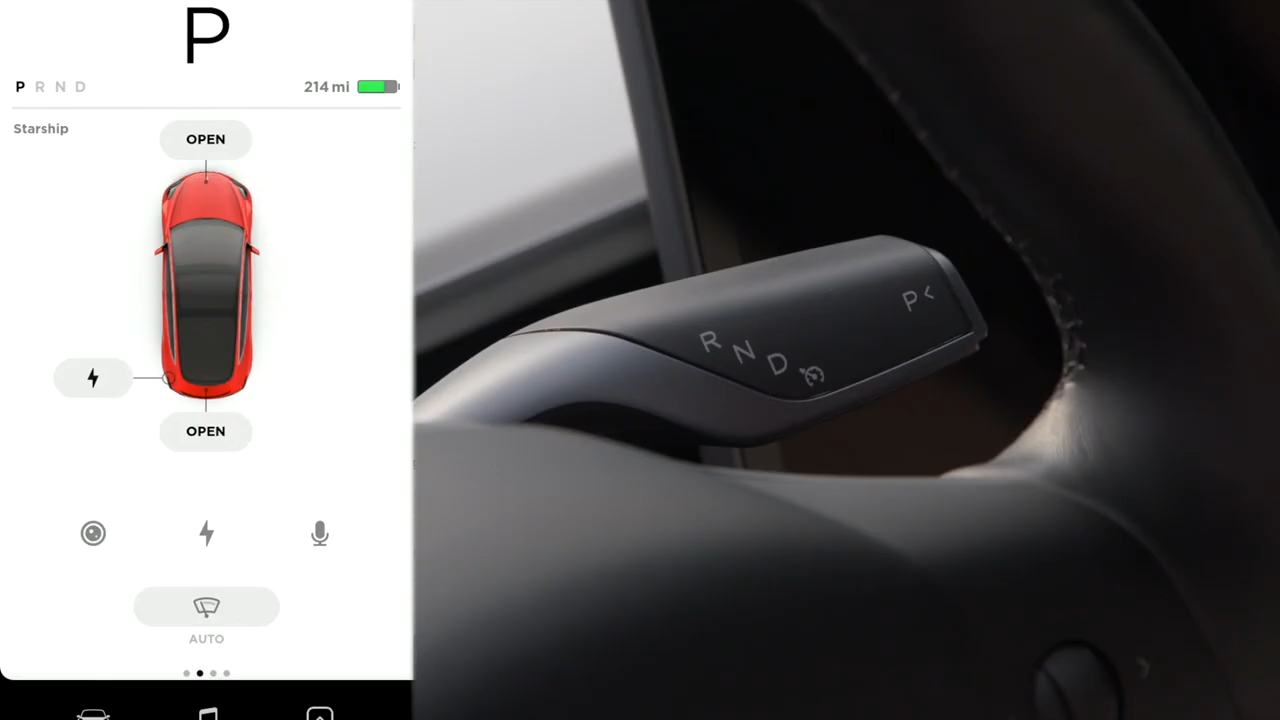 P
P R N D
214 mi
Starship
OPEN
OPEN
AUTO
R N D
P <